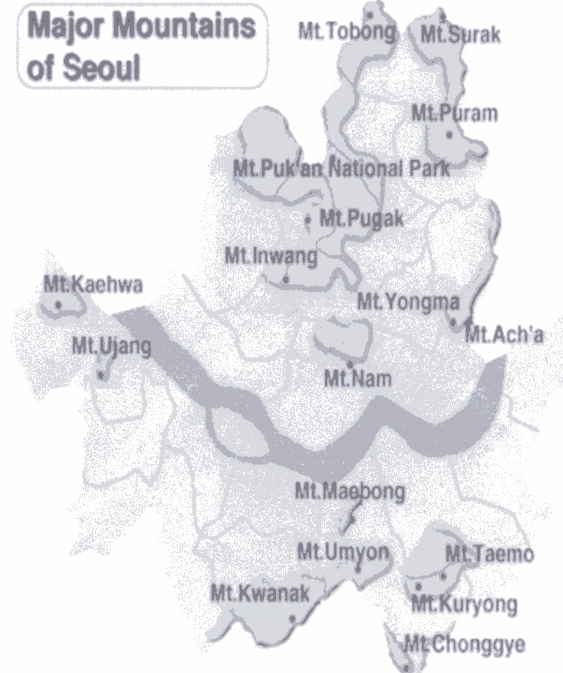 Major Mountains
of Seoul
Mt.Tobong
Mt.Surak
Mt.Puram
Mt.Puk'an National Park
Mt.Pugak
Mt.Inwang
Mt.Kaehwa
Mt.Yongma
Mt.Ach'a
Mt.Ujang
Mt.Nam
Mt.Maebong
Mt.Umyon
Mt.Taemo
Mt.Kwanak
Mt.Kuryong
Mt.Chonggye